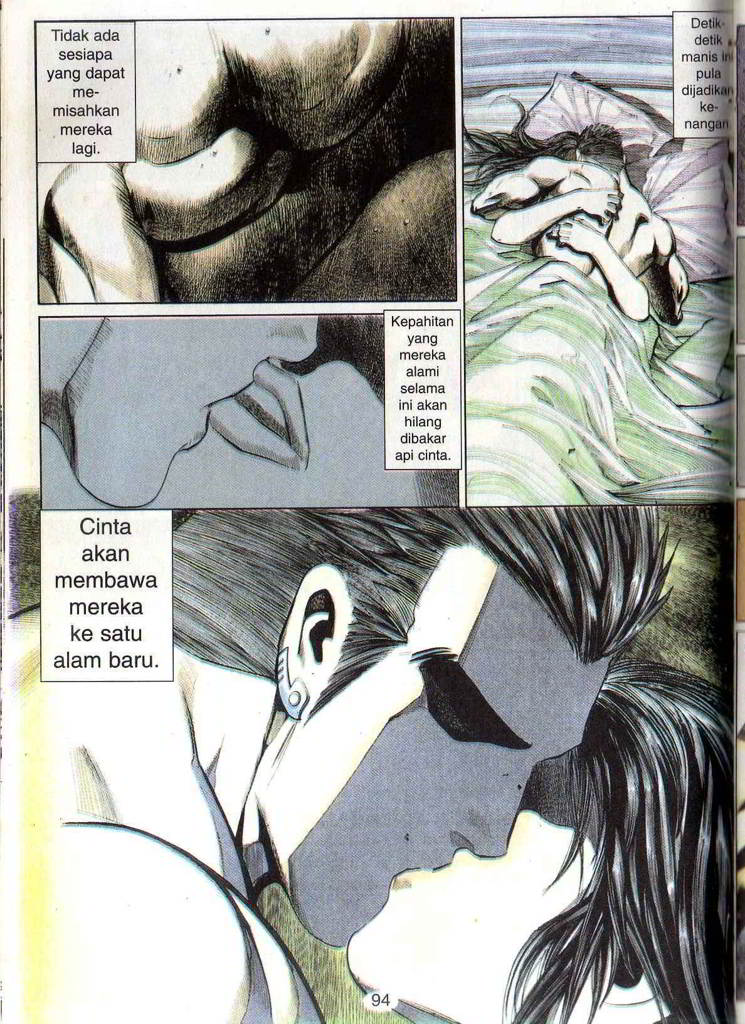 Tidak ada
sesiapa
yang dapat
me-
misahkan
mereka
lagi.
Detik-
detik
manis ini
pula
dijadikan
ke-
nangan
Kepahitan
yang
mereka
alami
selama
ini akan
hilang
dibakar
api cinta.
Cinta
akan
membawa
mereka
ke satu
alam baru.
94